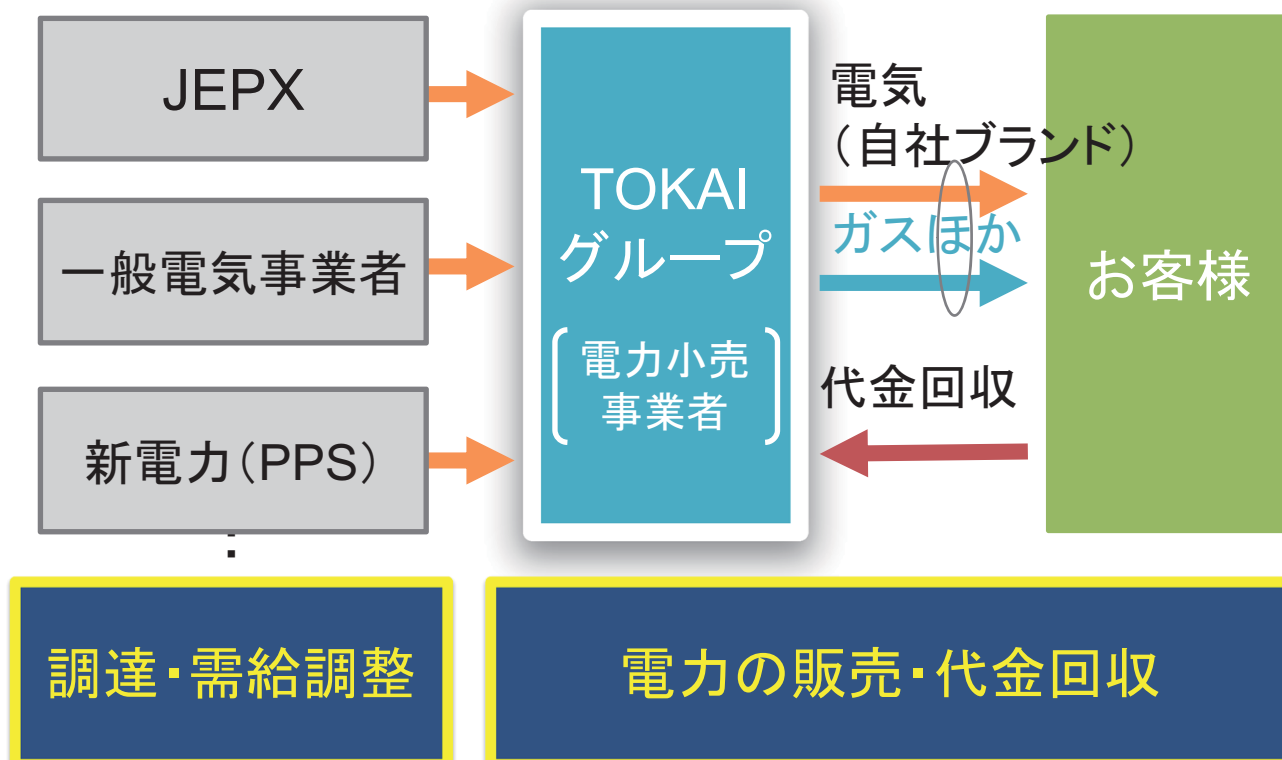 JEPX
一般電気事業者
新電力(PPS)
TOKAI
グループ
電力小売
事業者
電気
(自社ブランド)
ガスほか
代金回収
お客様
調達・需給調整
電力の販売・代金回収